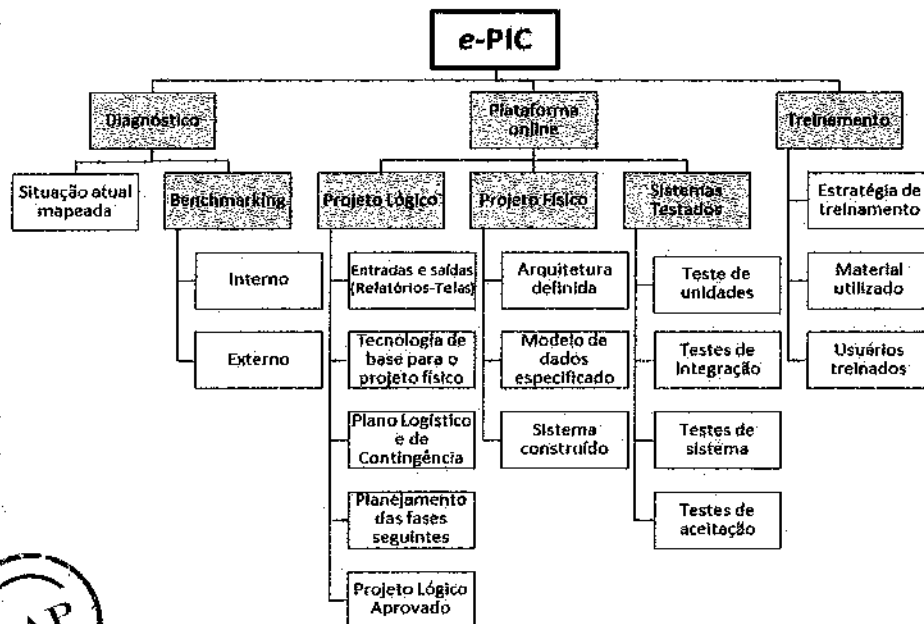 e-PIC
Diagnóstico
Plataforma
online
Treinamento
Situação atual
mapeada
Benchmarking
Projeto Lógico
Projeto Físico
Sistemas
Testados
Estratégia de
treinamento
Interno
Entradas e saídas
(Relatórios-Telas)
Arquitetura
definida
Teste de
unidades
Material
utilizado
Externo
Tecnologia de
base para o
projeto físico
Modelo de
dados
especificado
Testes de
Integração
Usuários
treinados
Plano Logístico
e de
Contingência
Sistema
construído
Testes de
sistema
Planejamento
das fases
seguintes
Testes de
aceitação
Projeto Lógico
Aprovado